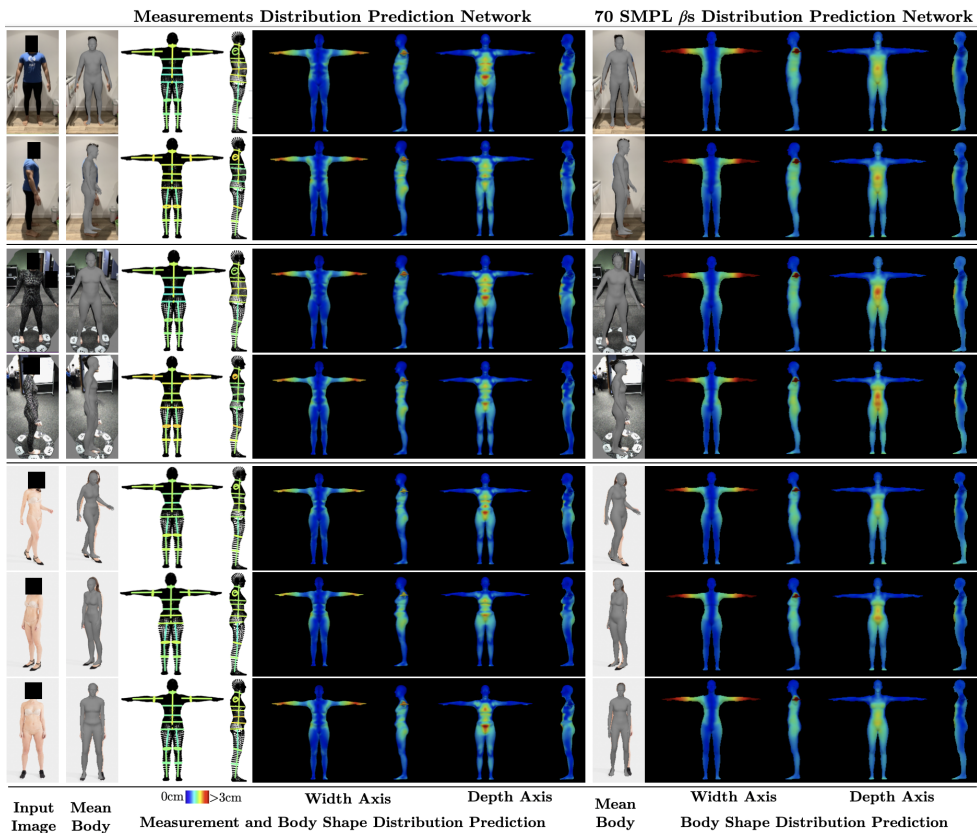 Measurements Distribution Prediction Network
70 SMPL βs Distribution Prediction Network
0cm >3cm
Width Axis
Depth Axis
Width Axis
Depth Axis
Input
Image
Mean
Body
Measurement and Body Shape Distribution Prediction
Mean
Body
Body Shape Distribution Prediction